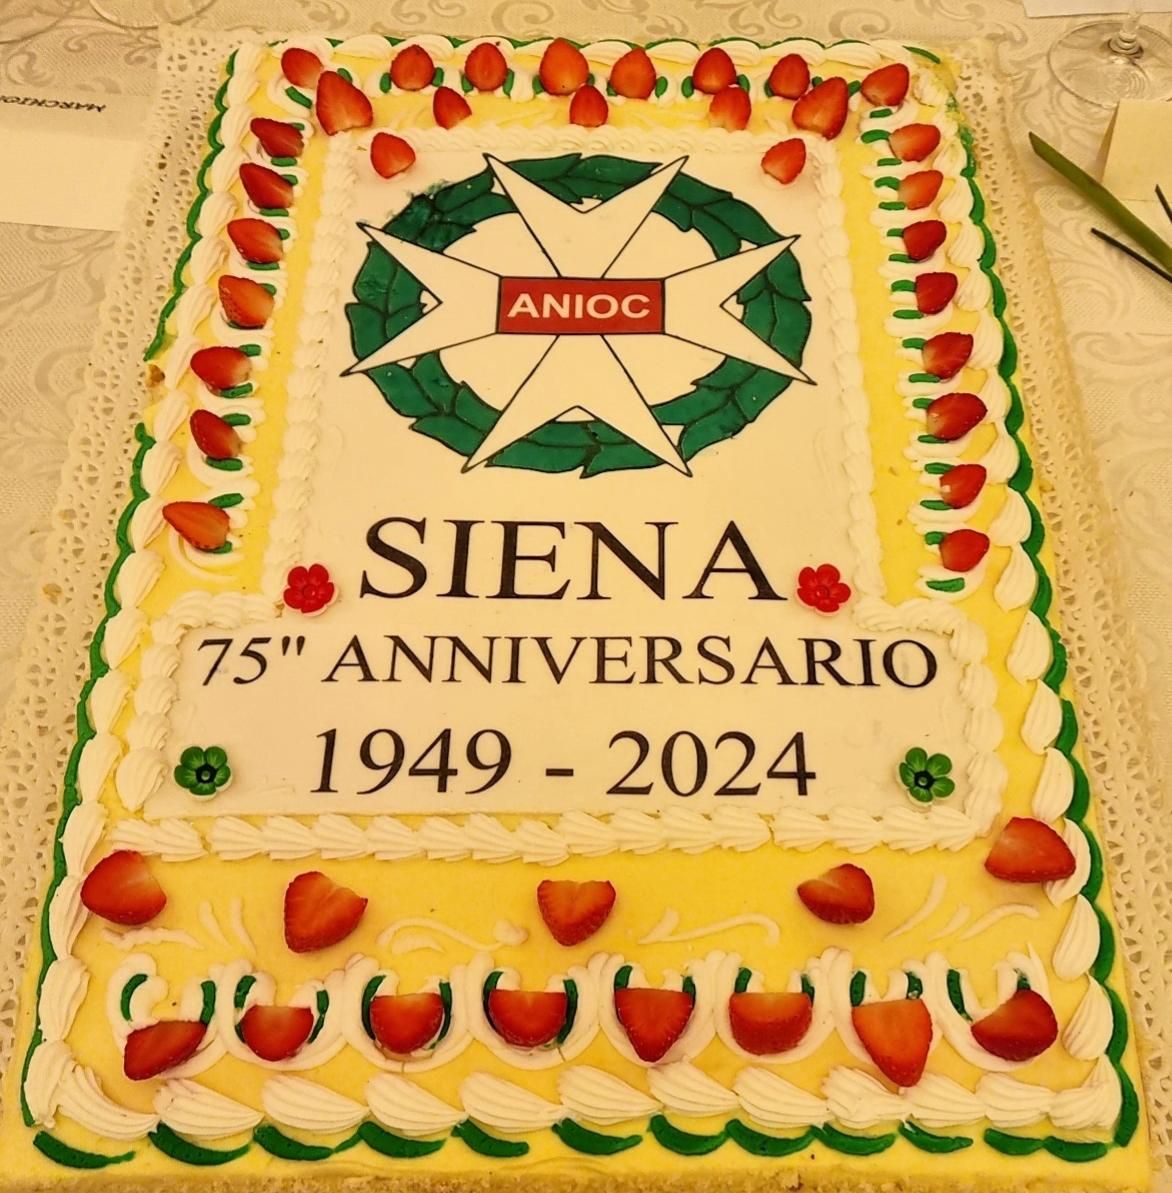 ANIOC
SIENA
75" ANNIVERSARIO
1949 - 2024